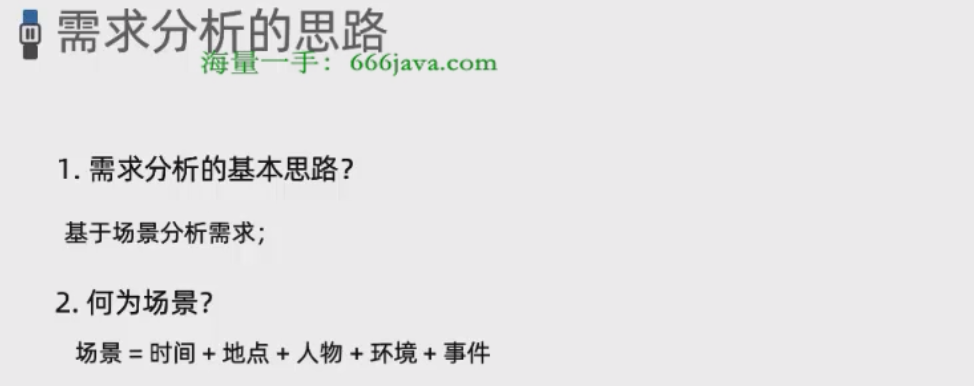 需求分析的思路
海量一手：666java.com
1. 需求分析的基本思路？
基于场景分析需求；
2. 何为场景？
场景 = 时间 + 地点 + 人物 + 环境 + 事件